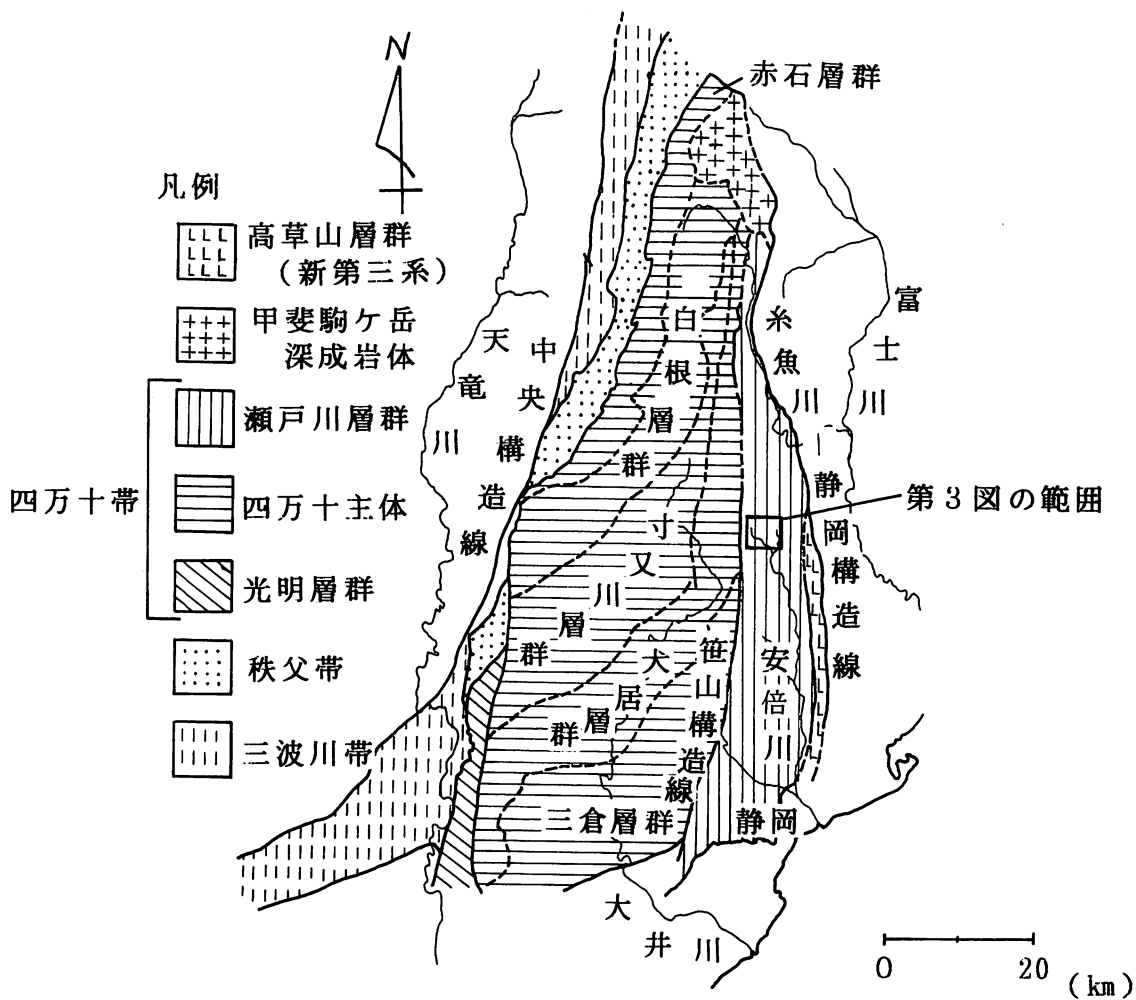 N
赤石層群
凡例
高草山層群
(新第三系)
甲斐駒ケ岳
深成岩体
瀬戸川層群
四万十帯
四万十主体
光明層群
秩父帯
三波川帯
天竜川
中央構造線
白根層群
寸又川層群
犬居層群
三倉層群
笹山構造線
安倍川
糸魚川静岡構造線
富士川
第3図の範囲
静岡
大井川
0 20 (km)